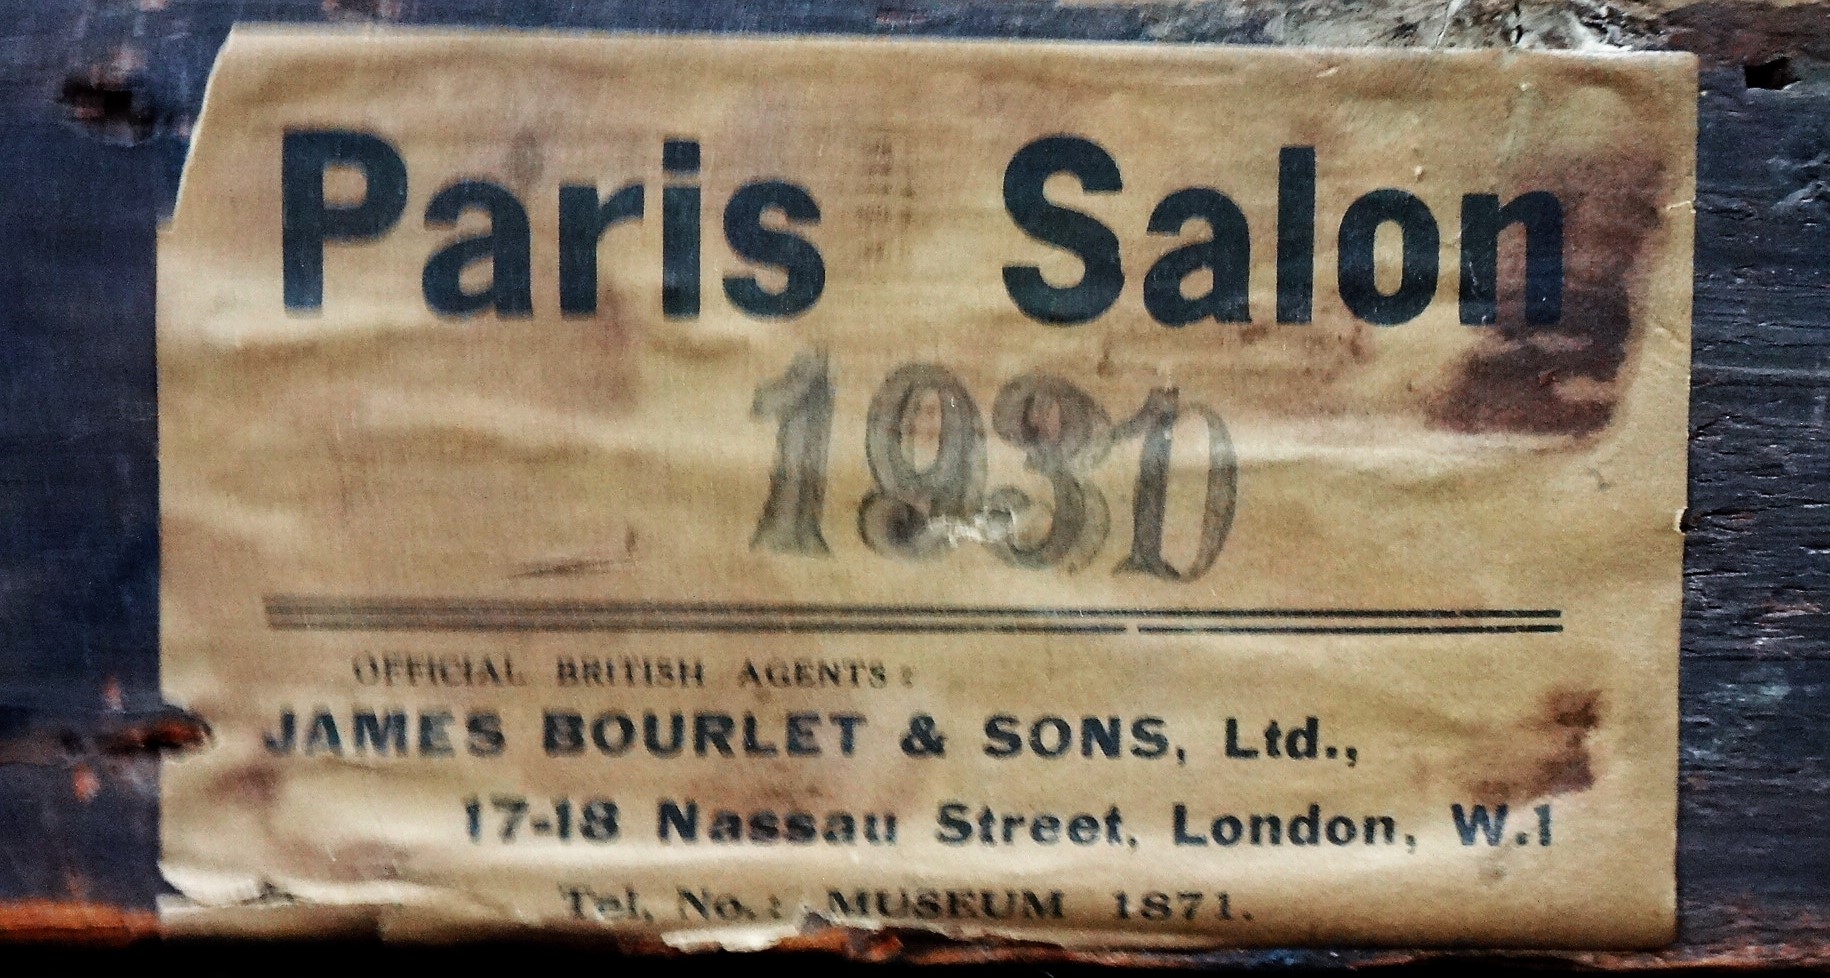 Paris Salon
1930
OFFICIAL BRITISH AGENTS:
JAMES BOURLET & SONS, Ltd.,
17-18 Nassau Street, London, W.1
Tel. No.: MUSEUM 1871.